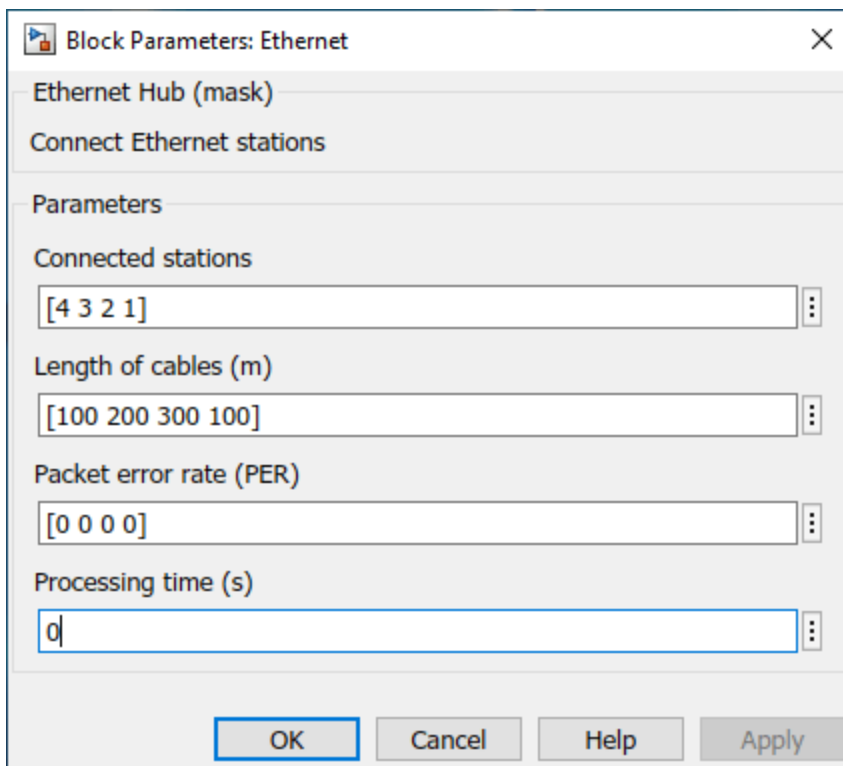 Block Parameters: Ethernet
Ethernet Hub (mask)
Connect Ethernet stations
Parameters
Connected stations
[4 3 2 1]
Length of cables (m)
[100 200 300 100]
Packet error rate (PER)
[0 0 0 0]
Processing time (s)
0
OK Cancel Help Apply